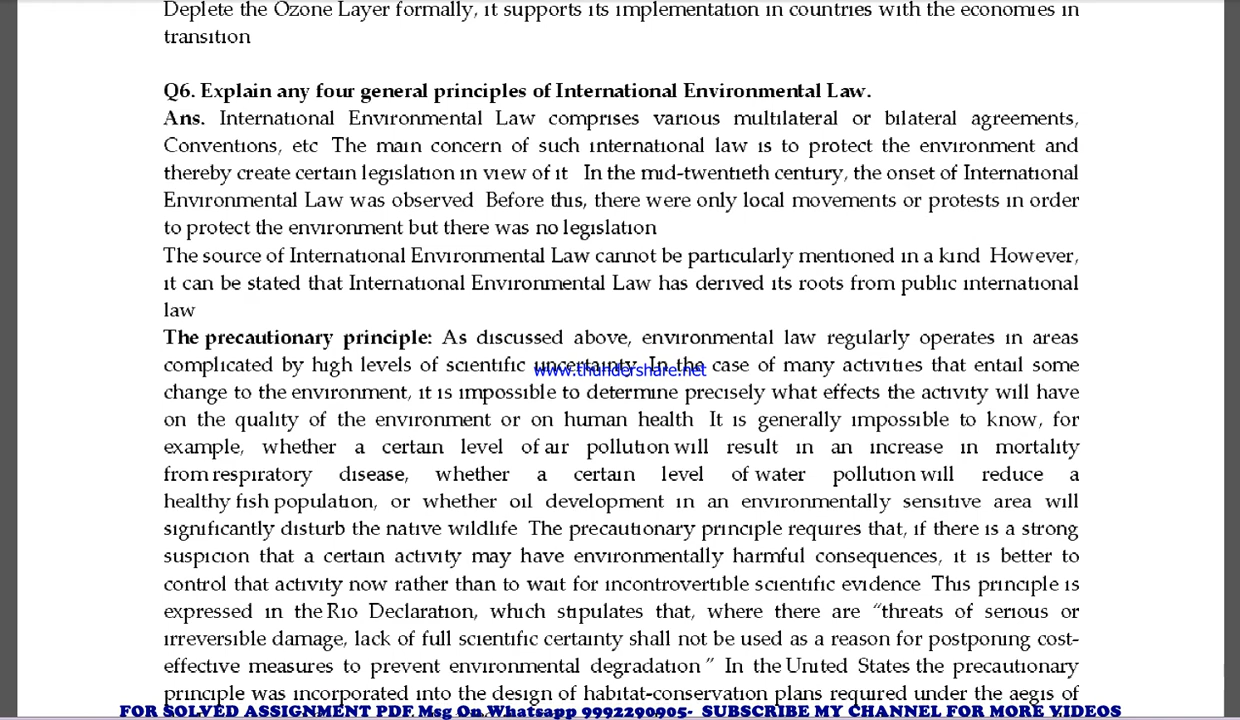 Deplete the Ozone Layer formally, it supports its implementation in countries with the economies in
transition
Q6. Explain any four general principles of International Environmental Law.
Ans. International Environmental Law comprises various multilateral or bilateral agreements,
Conventions, etc The main concern of such international law is to protect the environment and
thereby create certain legislation in view of it In the mid-twentieth century, the onset of International
Environmental Law was observed Before this, there were only local movements or protests in order
to protect the environment but there was no legislation
The source of International Environmental Law cannot be particularly mentioned in a kind However,
it can be stated that International Environmental Law has derived its roots from public international
law
The precautionary principle: As discussed above, environmental law regularly operates in areas
complicated by high levels of scientific uncertainty In the case of many activities that entail some
www.thundershare.net
change to the environment, it is impossible to determine precisely what effects the activity will have
on the quality of the environment or on human health It is generally impossible to know, for
example, whether a certain level of air pollution will result in an increase in mortality
from respiratory disease, whether a certain level of water pollution will reduce a
healthy fish population, or whether oil development in an environmentally sensitive area will
significantly disturb the native wildlife The precautionary principle requires that, if there is a strong
suspicion that a certain activity may have environmentally harmful consequences, it is better to
control that activity now rather than to wait for incontrovertible scientific evidence This principle is
expressed in the Rio Declaration, which stipulates that, where there are "threats of serious or
irreversible damage, lack of full scientific certainty shall not be used as a reason for postponing cost-
effective measures to prevent environmental degradation " In the United States the precautionary
principle was incorporated into the design of habitat-conservation plans required under the aegis of
FOR SOLVED ASSIGNMENT PDF Msg On Whatsapp 9992290905- SUBSCRIBE MY CHANNEL FOR MORE VIDEOS